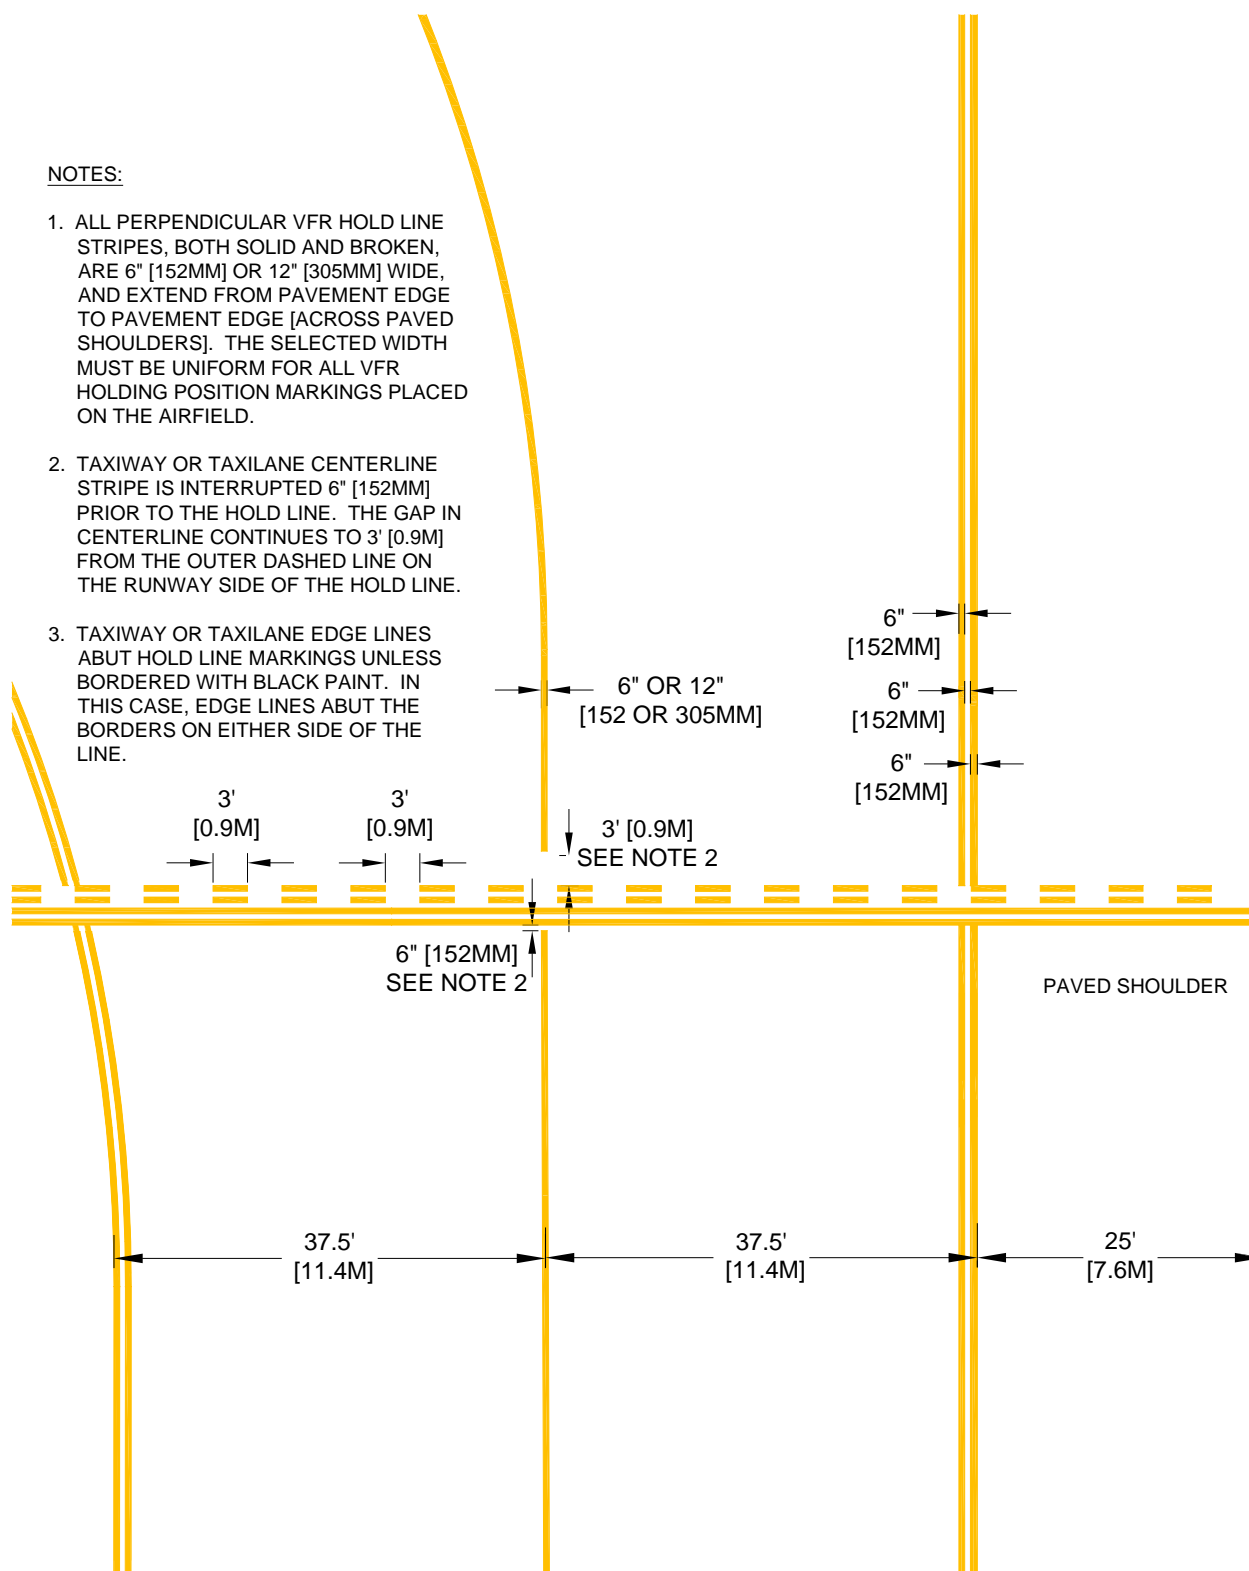 NOTES:
1. ALL PERPENDICULAR VFR HOLD LINE
STRIPES, BOTH SOLID AND BROKEN,
ARE 6" [152MM] OR 12" [305MM] WIDE,
AND EXTEND FROM PAVEMENT EDGE
TO PAVEMENT EDGE [ACROSS PAVED
SHOULDERS]. THE SELECTED WIDTH
MUST BE UNIFORM FOR ALL VFR
HOLDING POSITION MARKINGS PLACED
ON THE AIRFIELD.
2. TAXIWAY OR TAXILANE CENTERLINE
STRIPE IS INTERRUPTED 6" [152MM]
PRIOR TO THE HOLD LINE. THE GAP IN
CENTERLINE CONTINUES TO 3' [0.9M]
FROM THE OUTER DASHED LINE ON
THE RUNWAY SIDE OF THE HOLD LINE.
3. TAXIWAY OR TAXILANE EDGE LINES
ABUT HOLD LINE MARKINGS UNLESS
BORDERED WITH BLACK PAINT. IN
THIS CASE, EDGE LINES ABUT THE
BORDERS ON EITHER SIDE OF THE
LINE.
6"
[152MM]
6" OR 12"
[152 OR 305MM]
6"
[152MM]
6"
[152MM]
3'
[0.9M]
3'
[0.9M]
3' [0.9M]
SEE NOTE 2
6" [152MM]
SEE NOTE 2
PAVED SHOULDER
37.5'
[11.4M]
37.5'
[11.4M]
25'
[7.6M]